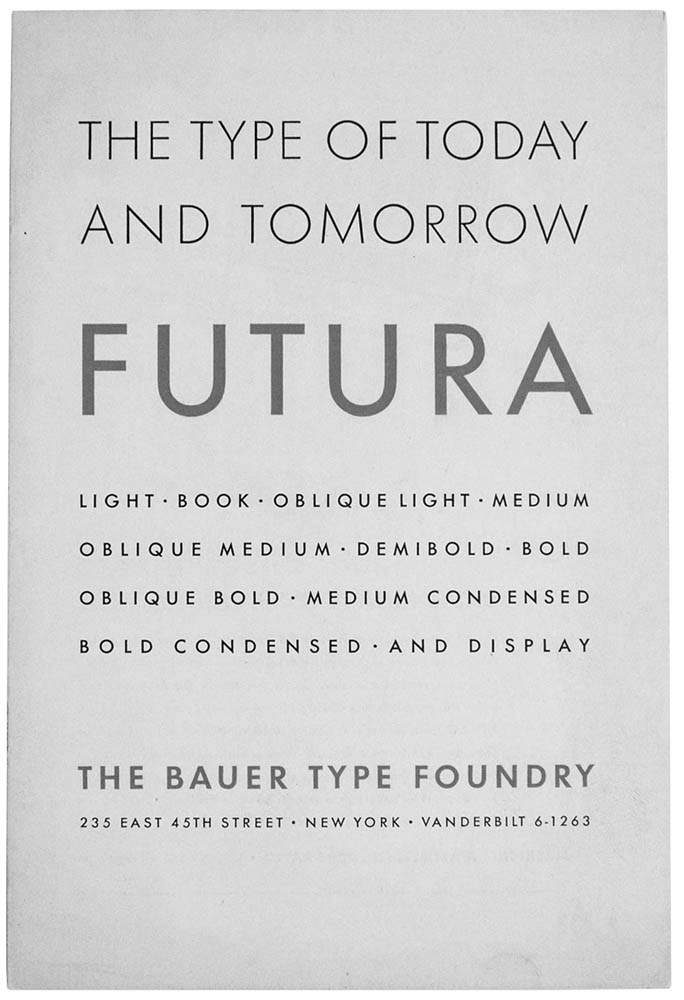 THE TYPE OF TODAY
AND TOMORROW
FUTURA
LIGHT · BOOK · OBLIQUE LIGHT · MEDIUM
OBLIQUE MEDIUM · DEMIBOLD · BOLD
OBLIQUE BOLD · MEDIUM CONDENSED
BOLD CONDENSED · AND DISPLAY
THE BAUER TYPE FOUNDRY
235 EAST 45TH STREET · NEW YORK · VANDERBILT 6-1263